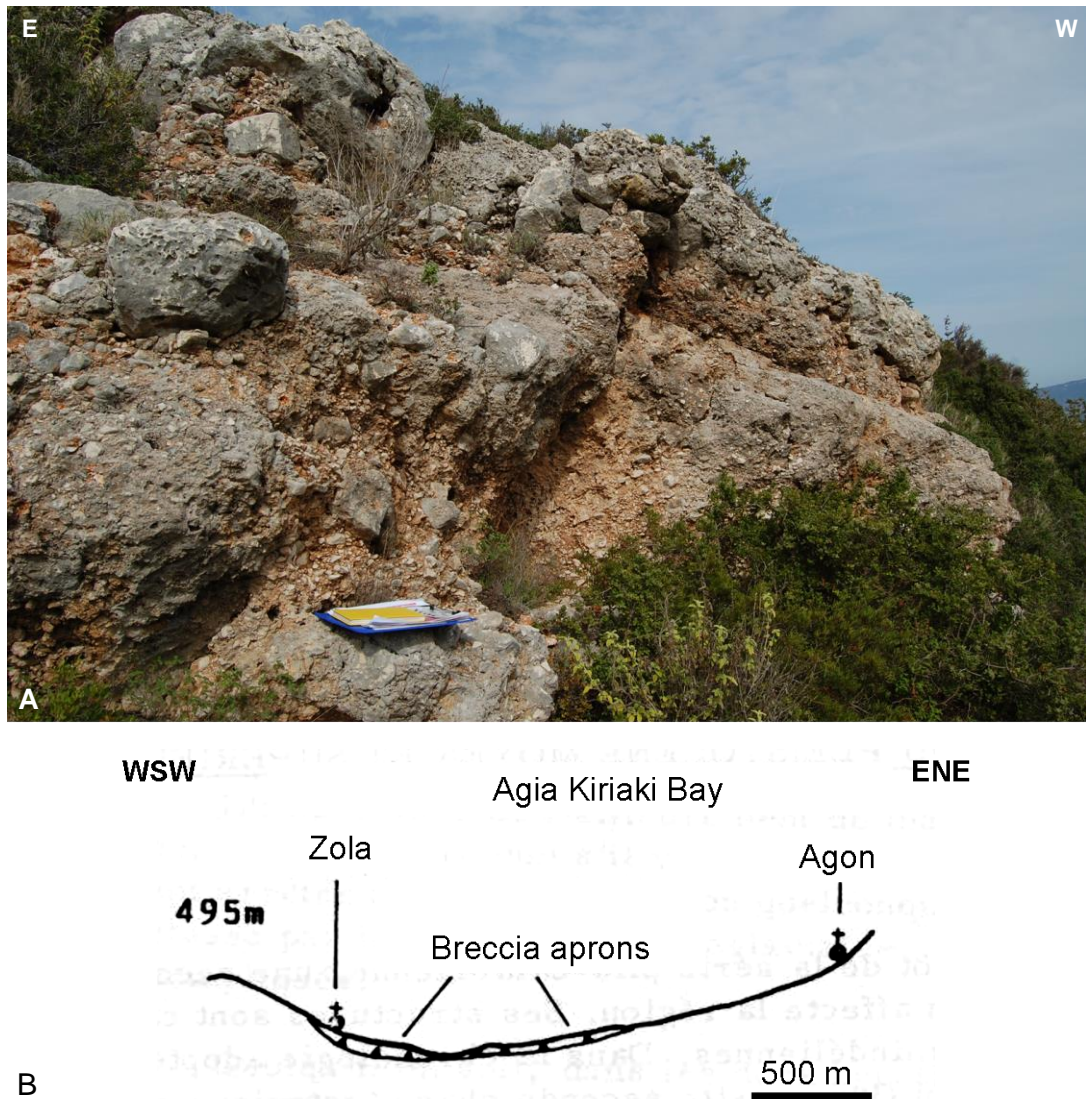 E
W
A
WSW
ENE
Agia Kiriaki Bay
Zola
Agon
495m
Breccia aprons
B
500 m